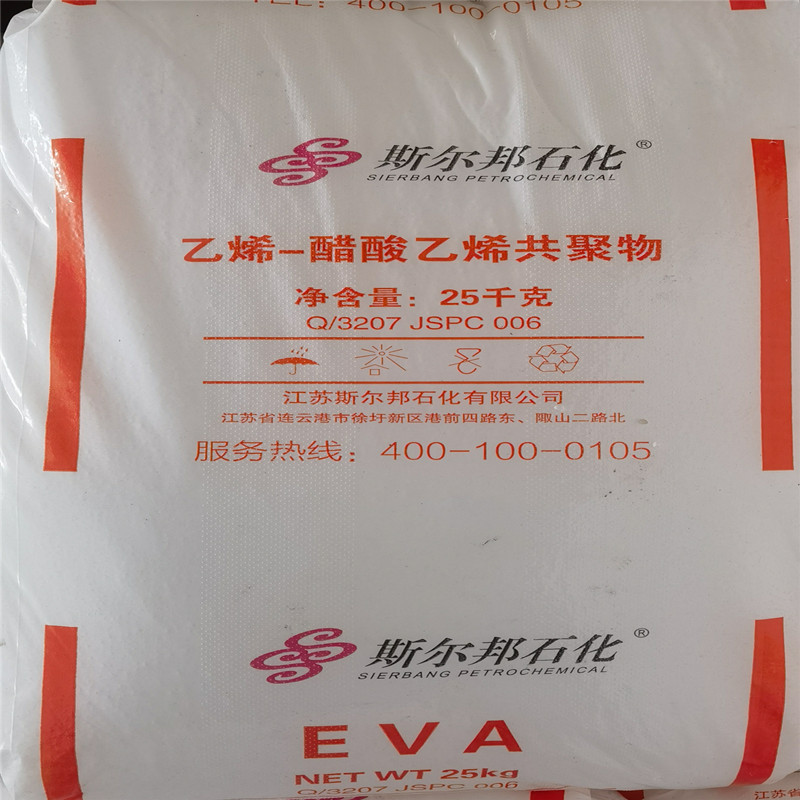 TEL: 400-100-0105
斯尔邦石化®
SIERBANG PETROCHEMICAL
乙烯-醋酸乙烯共聚物
净含量：25千克
Q/3207 JSPC 006
江苏斯尔邦石化有限公司
江苏省连云港市徐圩新区港前四路东、陬山二路北
服务热线：400-100-0105
斯尔邦石化®
SIERBANG PETROCHEMICAL
EVA
NET WT 25kg
Q/3207 JSPC 006
江苏省